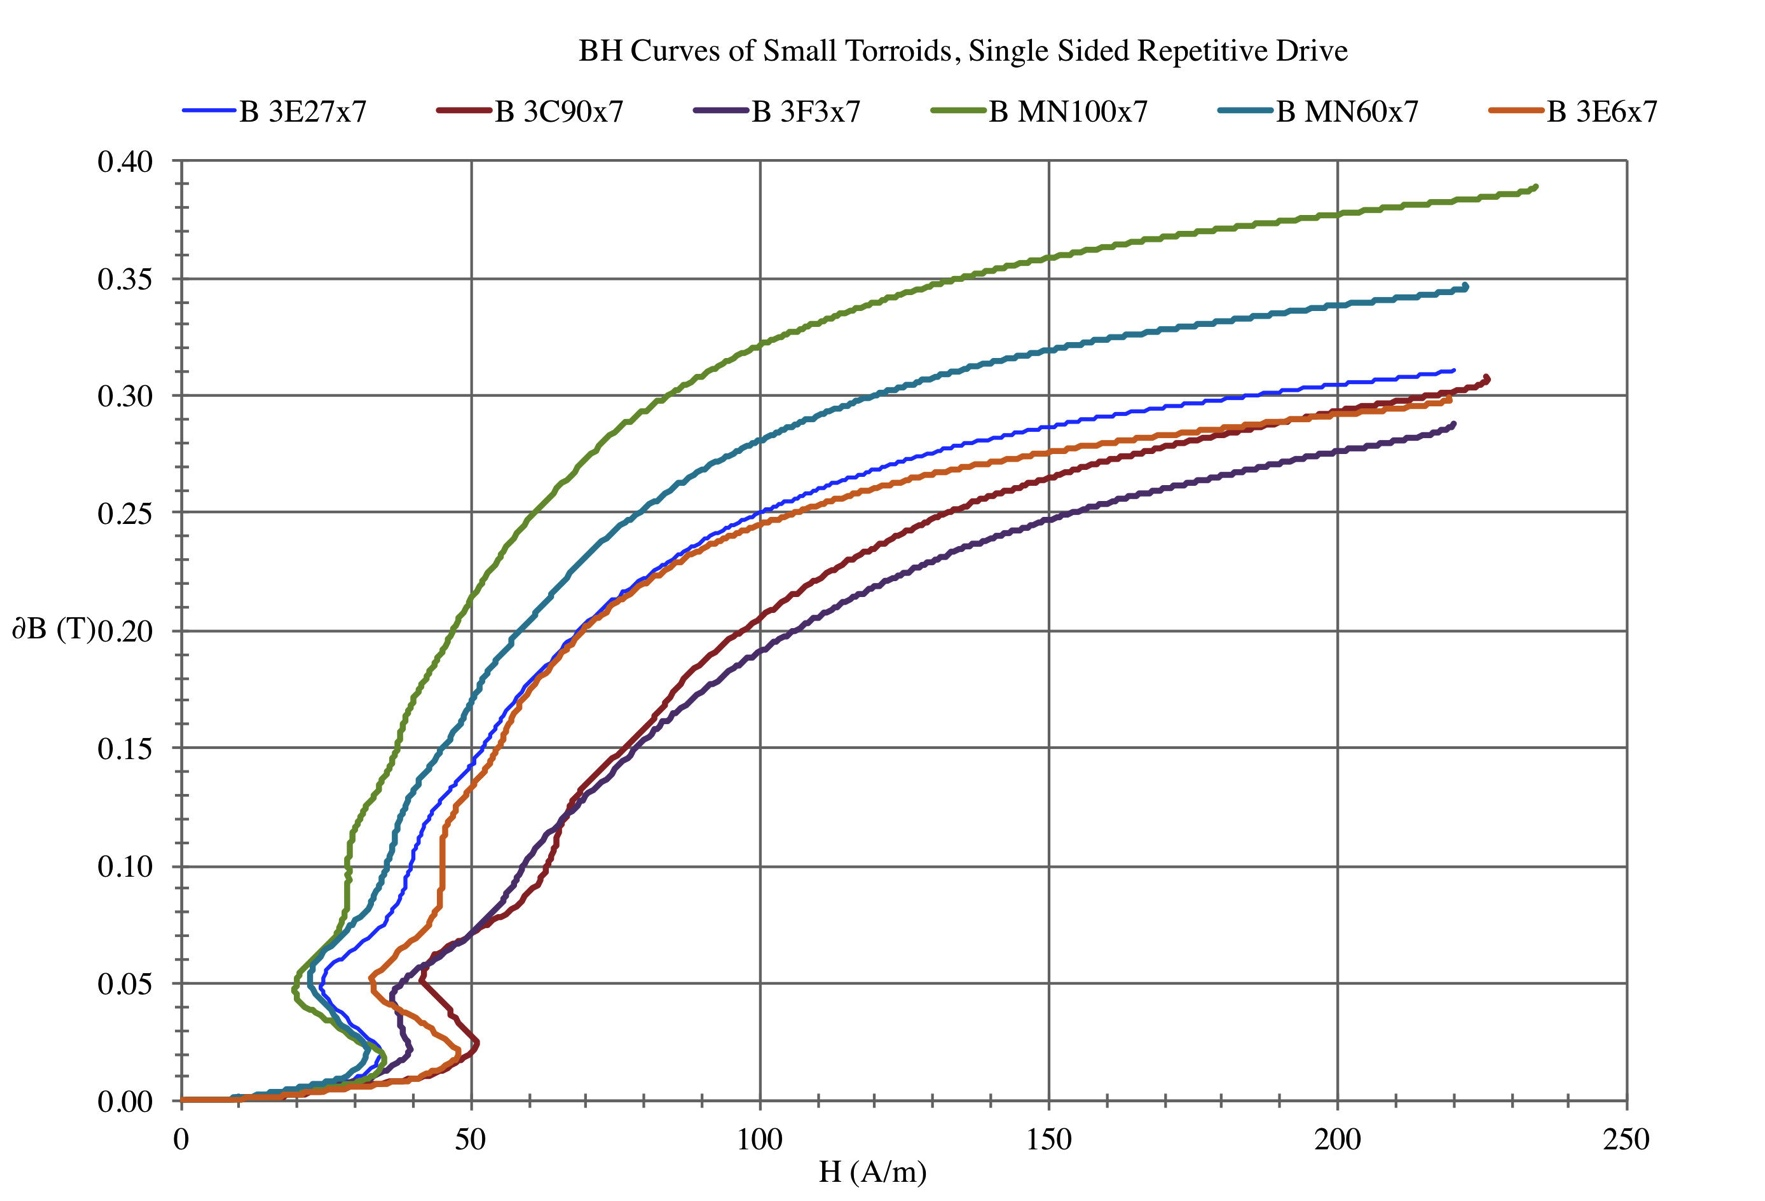 BH Curves of Small Torroids, Single Sided Repetitive Drive
B 3E27x7 B 3C90x7 B 3F3x7 B MN100x7 B MN60x7 B 3E6x7
0.40
0.35
0.30
0.25
∂B (T) 0.20
0.15
0.10
0.05
0.00
0 50 100 150 200 250
H (A/m)